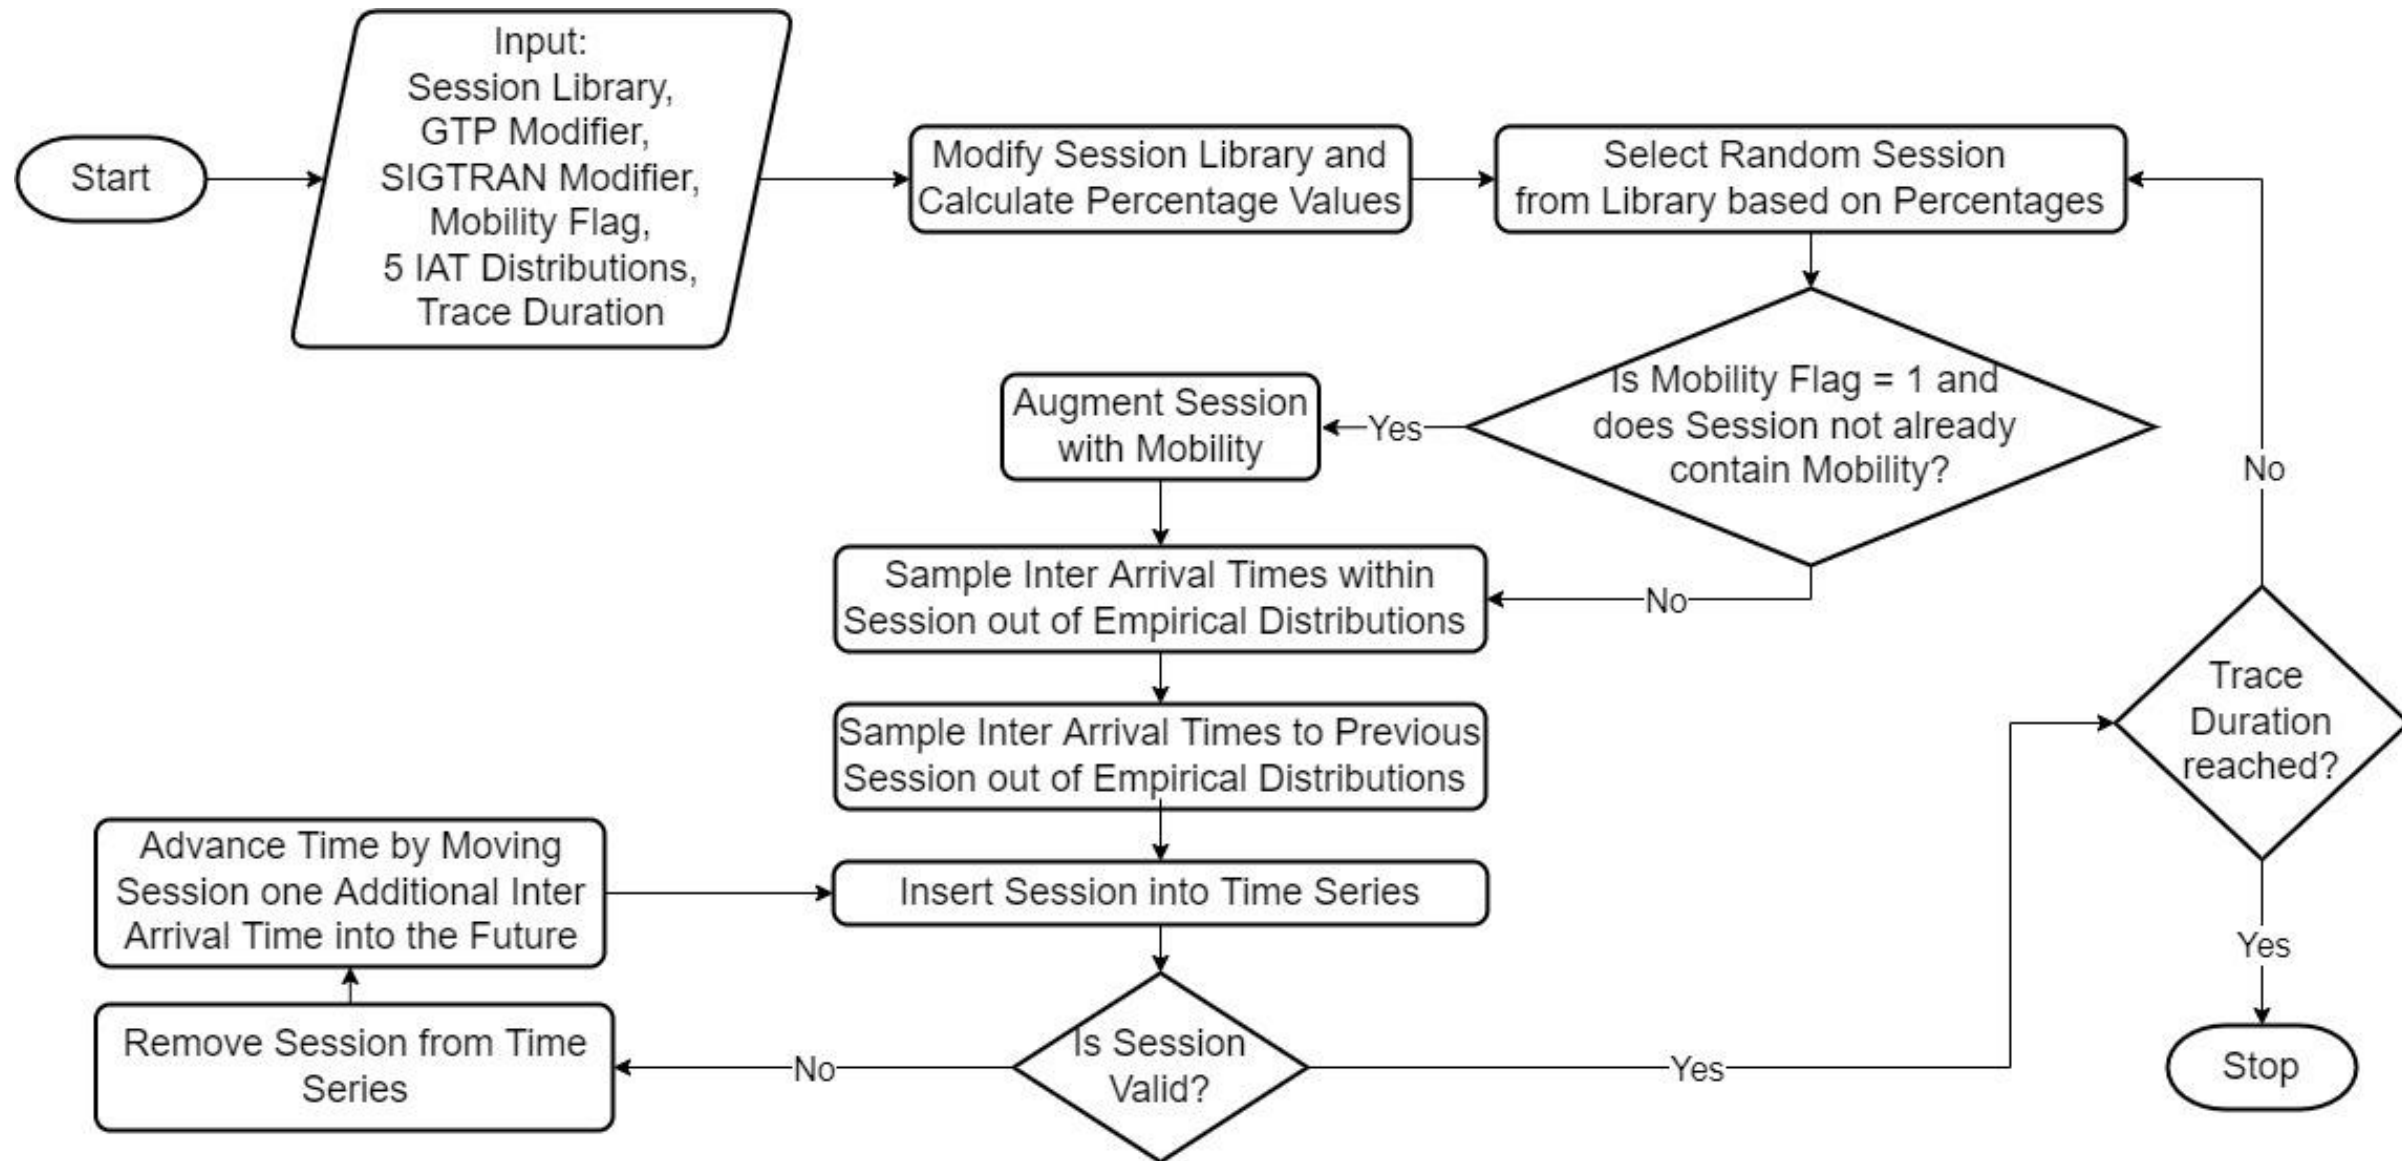 Start
Input:
Session Library,
GTP Modifier,
SIGTRAN Modifier,
Mobility Flag,
5 IAT Distributions,
Trace Duration
Modify Session Library and
Calculate Percentage Values
Select Random Session
from Library based on Percentages
Is Mobility Flag = 1 and
does Session not already
contain Mobility?
Yes
Augment Session
with Mobility
No
Sample Inter Arrival Times within
Session out of Empirical Distributions
Sample Inter Arrival Times to Previous
Session out of Empirical Distributions
Insert Session into Time Series
Is Session
Valid?
No
Remove Session from Time
Series
Advance Time by Moving
Session one Additional Inter
Arrival Time into the Future
Yes
Trace
Duration
reached?
No
Yes
Stop